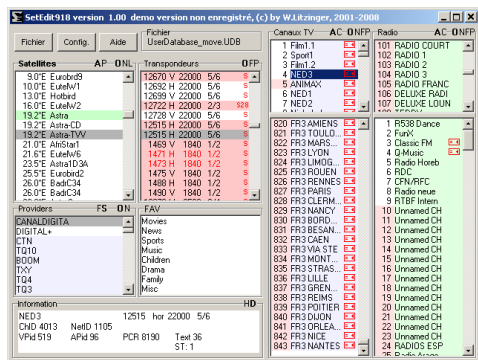 SetEdit918 version 1.00 demo version non enregistré, (c) by W.Litzinger, 2001-2008
Fichier
Config.
Aide
Fichier
UserDatabase_move.UDB
Satellites AP ONL
9.0°E Eurobrd9
10.0°E EutelW1
13.0°E Hotbird
16.0°E EutelW2
19.2°E Astra
19.2°E Astra-CD
19.2°E Astra-TVV
21.0°E AfriStar1
21.6°E EutelW6
23.5°E Astra1D3A
25.5°E Eurobird2
26.0°E BadrC34
26.0°E BadrC34
Transpondeurs OFP
12670 V 22000 5/6 S
12692 H 22000 5/6 S
12699 V 22000 5/6 S
12722 H 22000 2/3 S28
12728 V 22000 5/6 S
12515 H 22000 5/6 S
12515 H 22000 5/6 S
1469 V 1840 1/2 S
1471 H 1840 1/2 S
1473 H 1840 1/2 S
1475 V 1840 1/2 S
1488 H 1840 1/2 S
1490 V 1840 1/2 S
Providers FS ON
CANALDIGITA
DIGITAL+
CTN
TQ10
BOOM
TXY
TQ4
TQ3
FAV
Movies
News
Sports
Music
Children
Drama
Family
Misc
Information HD
NED3 12515 hor 22000 5/6
ChID 4013 NetID 1105
VPid 519 APid 96 PCR 8190 Text 36
ST: 1
Canaux TV AC ONFP
1 Film1.1
2 Sport1
3 Film1.2
4 NED3
5 ANIMAX
6 NED1
7 NED2
820 FR3 AMIENS
821 FR3 TOULO...
822 FR3 MARS...
823 FR3 LYON
824 FR3 LIMOG...
825 FR3 ROUEN
826 FR3 RENNES
827 FR3 PARIS
828 FR3 CLERM...
829 FR3 NANCY
830 FR3 BORD...
831 FR3 BESAN...
832 FR3 CAEN
833 FR3 VIA STE
834 FR3 MONT...
835 FR3 STRAS...
836 FR3 LILLE
837 FR3 GREN...
838 FR3 REIMS
839 FR3 POITIER
840 FR3 DIJON
841 FR3 ORLEA...
842 FR3 NICE
843 FR3 NANTES
Radio AC ONFP
101 RADIO COURT
102 RADIO 1
103 RADIO 2
104 RADIO 3
105 RADIO FRANC
106 DELUXE RADI
107 DELUXE LOUN
1 R538 Dance
2 FunX
3 Classic FM
4 Q-Music
5 Radio Horeb
6 RDC
7 CFN/RFC
8 Radio neue
9 RTBF Intern
10 Unnamed CH
11 Unnamed CH
12 Unnamed CH
13 Unnamed CH
14 Unnamed CH
15 Unnamed CH
16 Unnamed CH
17 Unnamed CH
18 Unnamed CH
19 Unnamed CH
20 Unnamed CH
21 Unnamed CH
22 Unnamed CH
23 Unnamed CH
24 RADIOS ESP